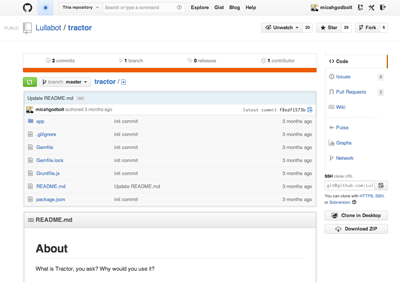 This repository
Search or type a command
Explore Gist Blog Help
micahgodbolt
PUBLIC
Lullabot / tractor
Unwatch 20
Star 28
Fork 6
2 commits
1 branch
0 releases
1 contributor
branch: master
tractor /
Update README.md
micahgodbolt authored 3 months ago
latest commit
app init commit 3 months ago
.gitignore init commit 3 months ago
Gemfile init commit 3 months ago
Gemfile.lock init commit 3 months ago
Gruntfile.js init commit 3 months ago
README.md Update README.md 3 months ago
package.json init commit 3 months ago
README.md
About
What is Tractor, you ask? Why would you use it?
Code
Issues 0
Pull Requests 0
Wiki
Pulse
Graphs
Network
SSH clone URL
git@github.com:Lul
You can clone with HTTPS, SSH,
or Subversion.
Clone in Desktop
Download ZIP